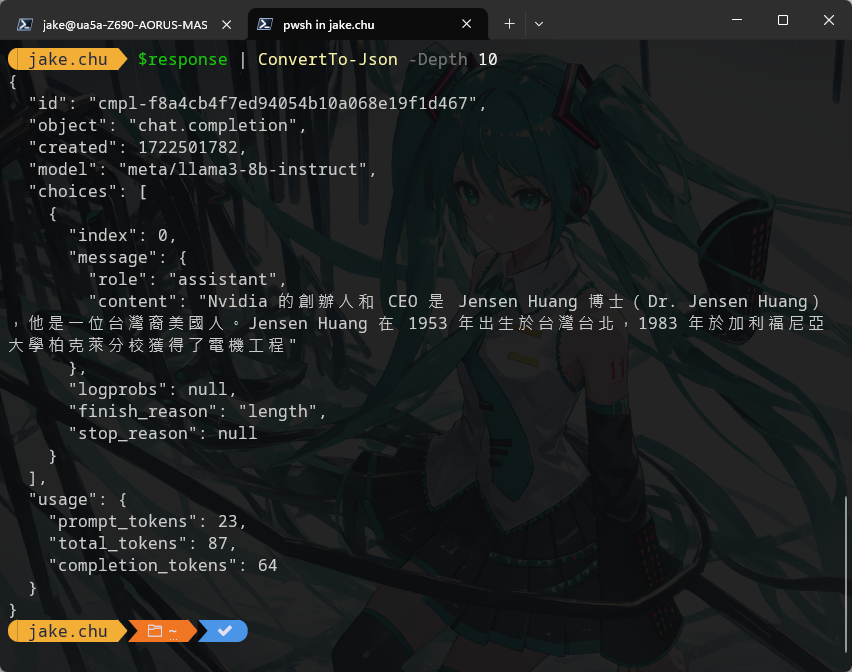 jake@ua5a-Z690-AORUS-MAS
pwsh in jake.chu
jake.chu $response | ConvertTo-Json -Depth 10
{
  "id": "cmpl-f8a4cb4f7ed94054b10a068e19f1d467",
  "object": "chat.completion",
  "created": 1722501782,
  "model": "meta/llama3-8b-instruct",
  "choices": [
    {
      "index": 0,
      "message": {
        "role": "assistant",
        "content": "Nvidia 的創辦人和 CEO 是 Jensen Huang 博士(Dr. Jensen Huang)
,他是一位台灣裔美國人。Jensen Huang 在 1953 年出生於台灣台北,1983 年於加利福尼亞
大學柏克萊分校獲得了電機工程"
      },
      "logprobs": null,
      "finish_reason": "length",
      "stop_reason": null
    }
  ],
  "usage": {
    "prompt_tokens": 23,
    "total_tokens": 87,
    "completion_tokens": 64
  }
}
jake.chu ~